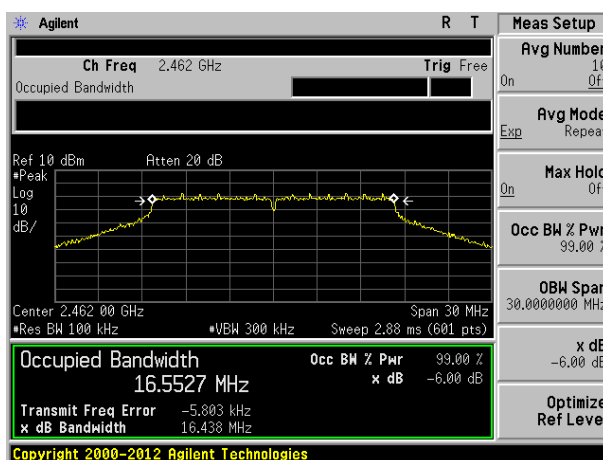 Agilent R T
Ch Freq 2.462 GHz Trig Free
Occupied Bandwidth
Ref 10 dBm Atten 20 dB
#Peak
Log
10
dB/
Center 2.462 00 GHz Span 30 MHz
#Res BW 100 kHz #VBW 300 kHz Sweep 2.88 ms (601 pts)
Occupied Bandwidth Occ BW % Pwr 99.00 %
16.5527 MHz x dB -6.00 dB
Transmit Freq Error -5.803 kHz
x dB Bandwidth 16.438 MHz
Copyright 2000-2012 Agilent Technologies
Meas Setup
Avg Number
On
Avg Mode
Exp
Max Hold
On
Occ BW % Pwr
99.00
OBW Span
30.0000000 MHz
x dB
-6.00 dB
Optimize
Ref Level